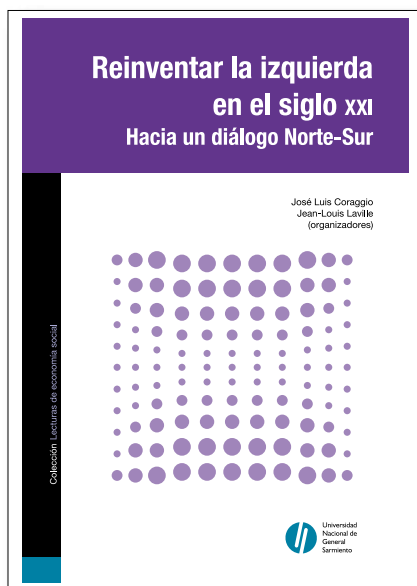 Reinventar la izquierda
en el siglo XXI
Hacia un diálogo Norte-Sur
José Luis Coraggio
Jean-Louis Laville
(organizadores)
Colección Lecturas de economía social
Universidad
Nacional de
General
Sarmiento